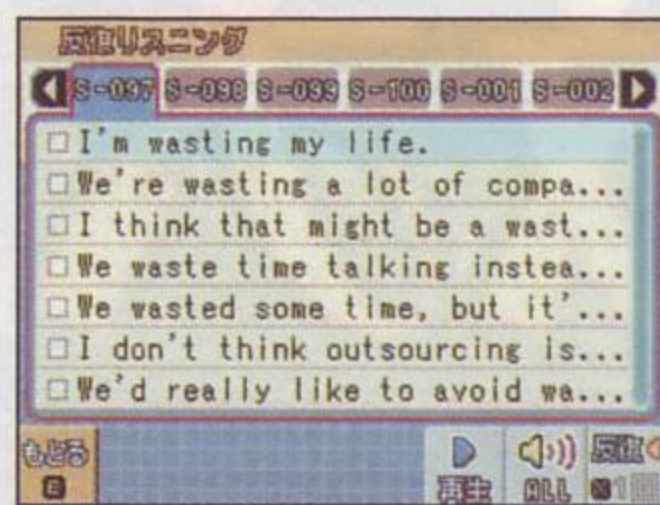 反復リスニング
S-097 S-098 S-099 S-100 S-001 S-002
I'm wasting my life.
We're wasting a lot of compa...
I think that might be a wast...
We waste time talking instea...
We wasted some time, but it'...
I don't think outsourcing is...
We'd really like to avoid wa...
もどる 再生 ALL 反復
B 1回